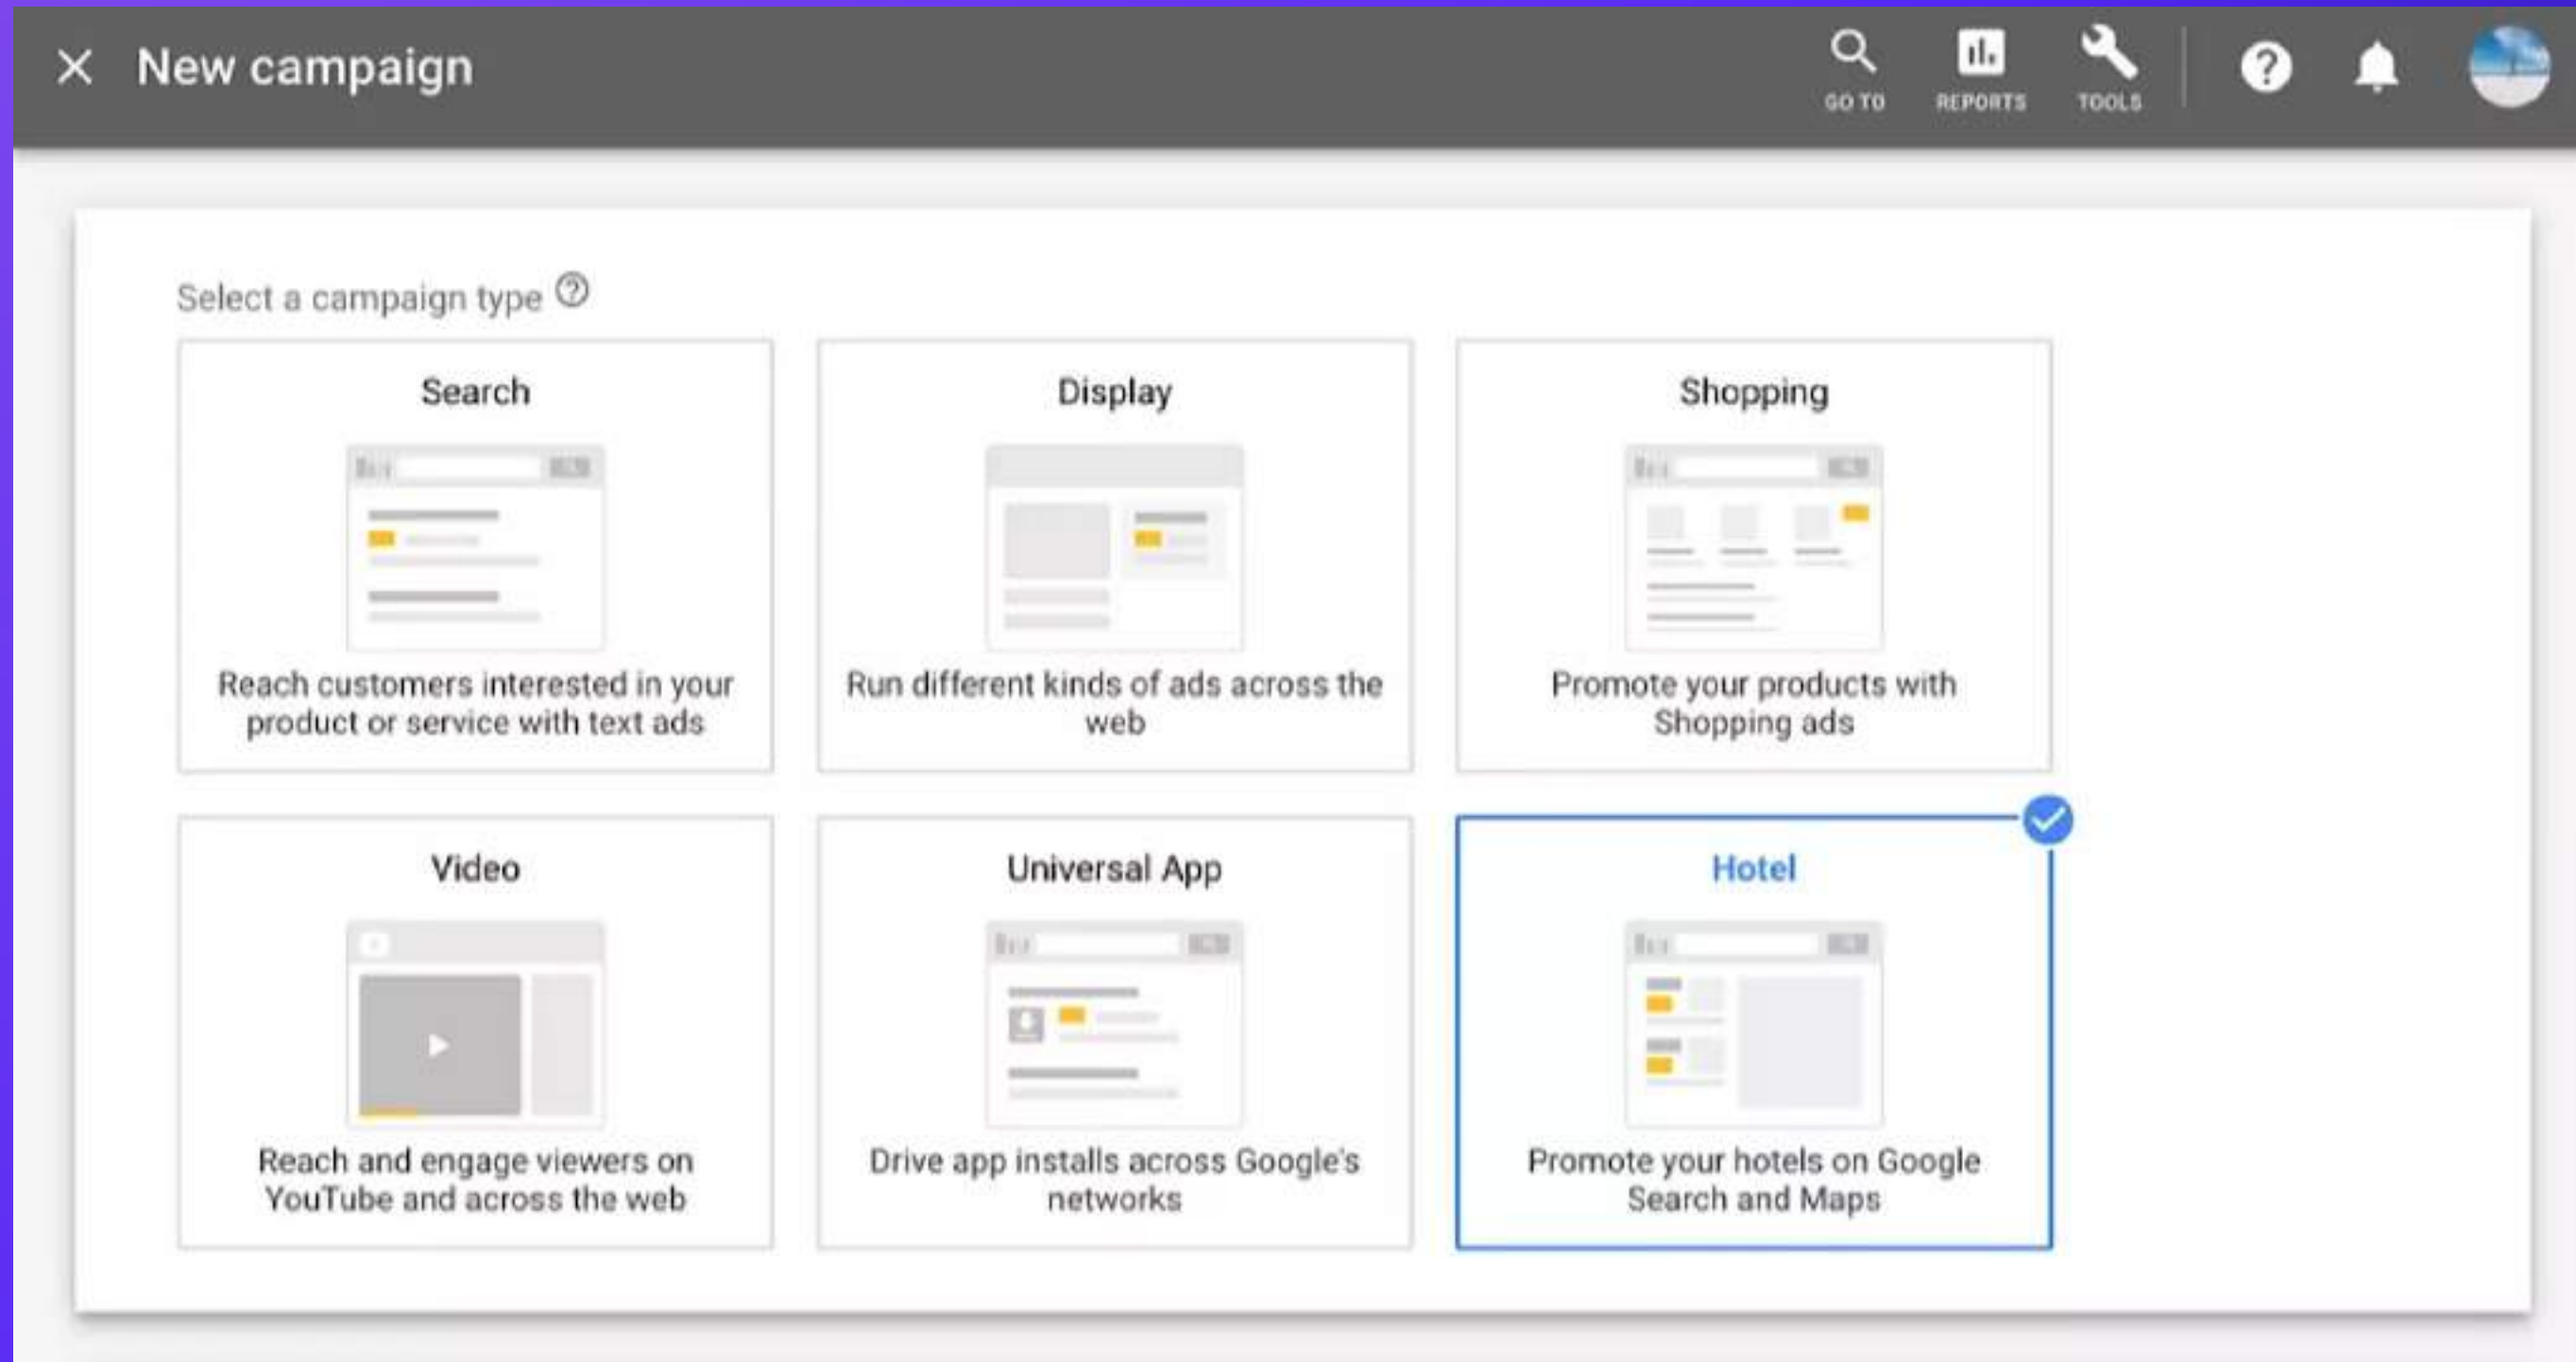 New campaign
GO TO
REPORTS
TOOLS
Select a campaign type
Search
Reach customers interested in your
product or service with text ads
Display
Run different kinds of ads across the
web
Shopping
Promote your products with
Shopping ads
Video
Reach and engage viewers on
YouTube and across the web
Universal App
Drive app installs across Google's
networks
Hotel
Promote your hotels on Google
Search and Maps